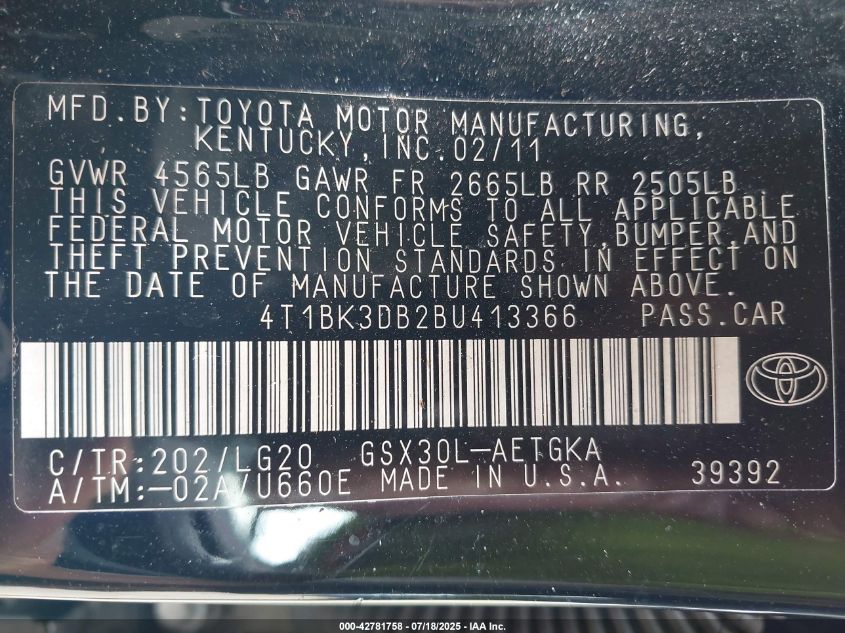 MFD.BY:TOYOTA MOTOR MANUFACTURING,
KENTUCKY,INC.02/11
GVWR 4565LB GAWR FR 2665LB RR 2505LB
THIS VEHICLE CONFORMS TO ALL APPLICABLE
FEDERAL MOTOR VEHICLE SAFETY,BUMPER,AND
THEFT PREVENTION STANDARDS IN EFFECT ON
THE DATE OF MANUFACTURE SHOWN ABOVE.
4T1BK3DB2BU413366 PASS.CAR
C/TR:202/LG20 GSX30L-AETGKA
A/TM:-02A/U660E MADE IN U.S.A. 39392
000-42781758 - 07/18/2025 - IAA Inc.